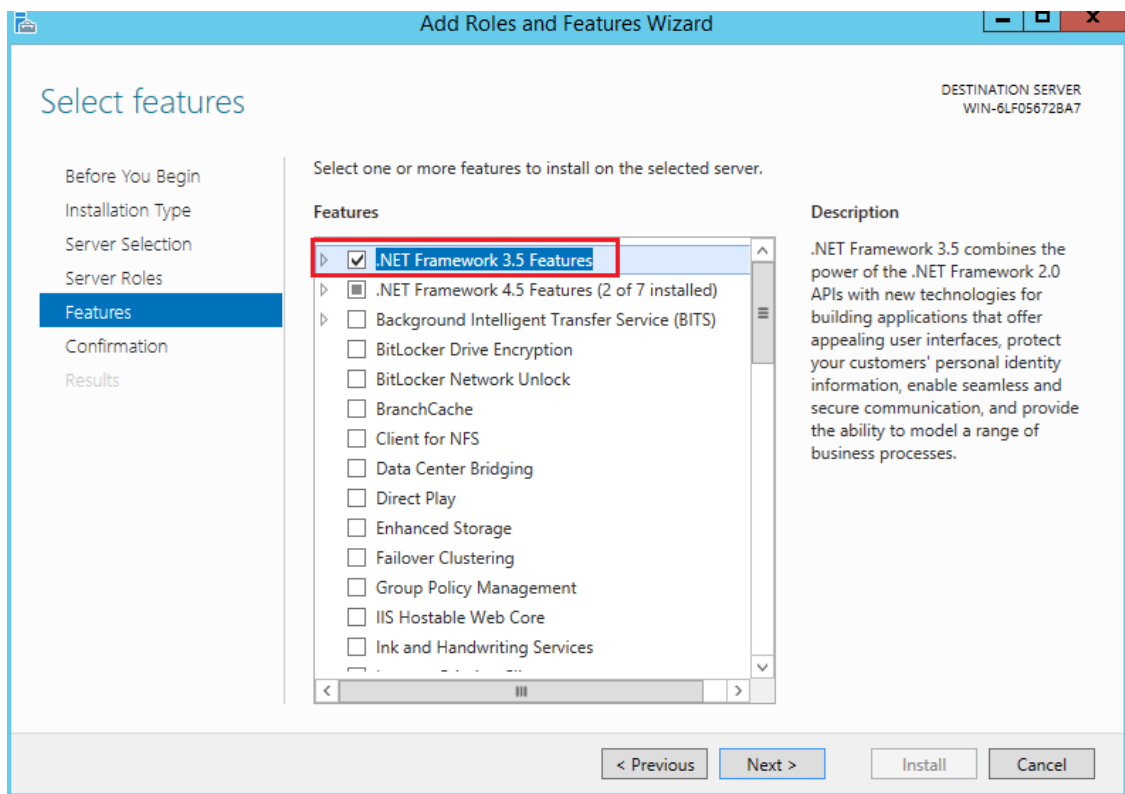 Add Roles and Features Wizard
Select features
DESTINATION SERVER
WIN-6LF05672BA7
Before You Begin
Installation Type
Server Selection
Server Roles
Features
Confirmation
Results
Select one or more features to install on the selected server.
Features
.NET Framework 3.5 Features
.NET Framework 4.5 Features (2 of 7 installed)
Background Intelligent Transfer Service (BITS)
BitLocker Drive Encryption
BitLocker Network Unlock
BranchCache
Client for NFS
Data Center Bridging
Direct Play
Enhanced Storage
Failover Clustering
Group Policy Management
IIS Hostable Web Core
Ink and Handwriting Services
Description
.NET Framework 3.5 combines the
power of the .NET Framework 2.0
APIs with new technologies for
building applications that offer
appealing user interfaces, protect
your customers' personal identity
information, enable seamless and
secure communication, and provide
the ability to model a range of
business processes.
< Previous
Next >
Install
Cancel